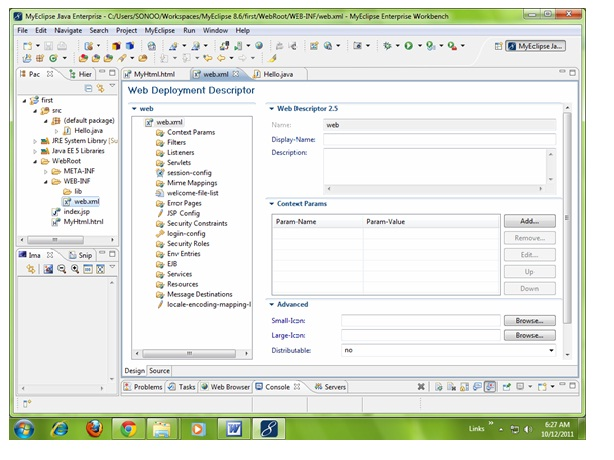 MyEclipse Java Enterprise - C:/Users/SONOO/Workspaces/MyEclipse 8.6/first/WebRoot/WEB-INF/web.xml - MyEclipse Enterprise Workbench
File Edit Navigate Search Project MyEclipse Run Window Help
MyEclipse Ja...
Pac
Hier
MyHtml.html
web.xml
Hello.java
first
src
(default package)
Hello.java
JRE System Library [Su
Java EE 5 Libraries
WebRoot
META-INF
WEB-INF
lib
web.xml
index.jsp
MyHtml.html
Ima
Snip
Web Deployment Descriptor
web
web.xml
Context Params
Filters
Listeners
Servlets
session-config
Mime Mappings
welcome-file-list
Error Pages
JSP Config
Security Constraints
login-config
Security Roles
Env Entries
EJB
Services
Resources
Message Destinations
locale-encoding-mapping-l
Web Descriptor 2.5
Name: web
Display-Name:
Description:
Context Params
Param-Name Param-Value
Add...
Remove...
Edit...
Up
Down
Advanced
Small-Icon: Browse...
Large-Icon: Browse...
Distributable: no
Design Source
Problems Tasks Web Browser Console Servers
Links
6:27 AM
10/12/2011